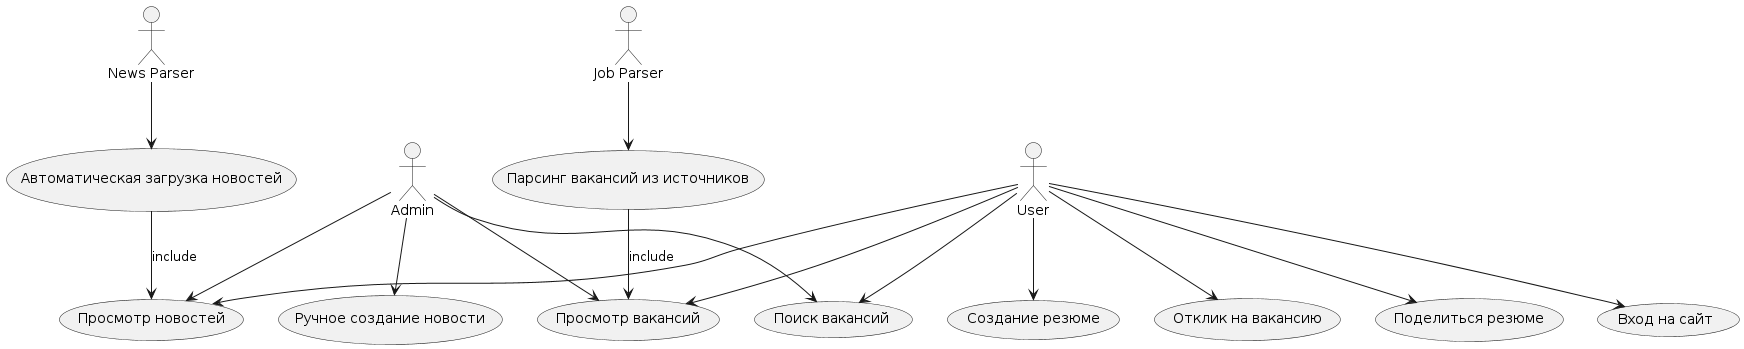 News Parser
Job Parser
Автоматическая загрузка новостей
Парсинг вакансий из источников
Admin
User
include
include
Просмотр новостей
Ручное создание новости
Просмотр вакансий
Поиск вакансий
Создание резюме
Отклик на вакансию
Поделиться резюме
Вход на сайт